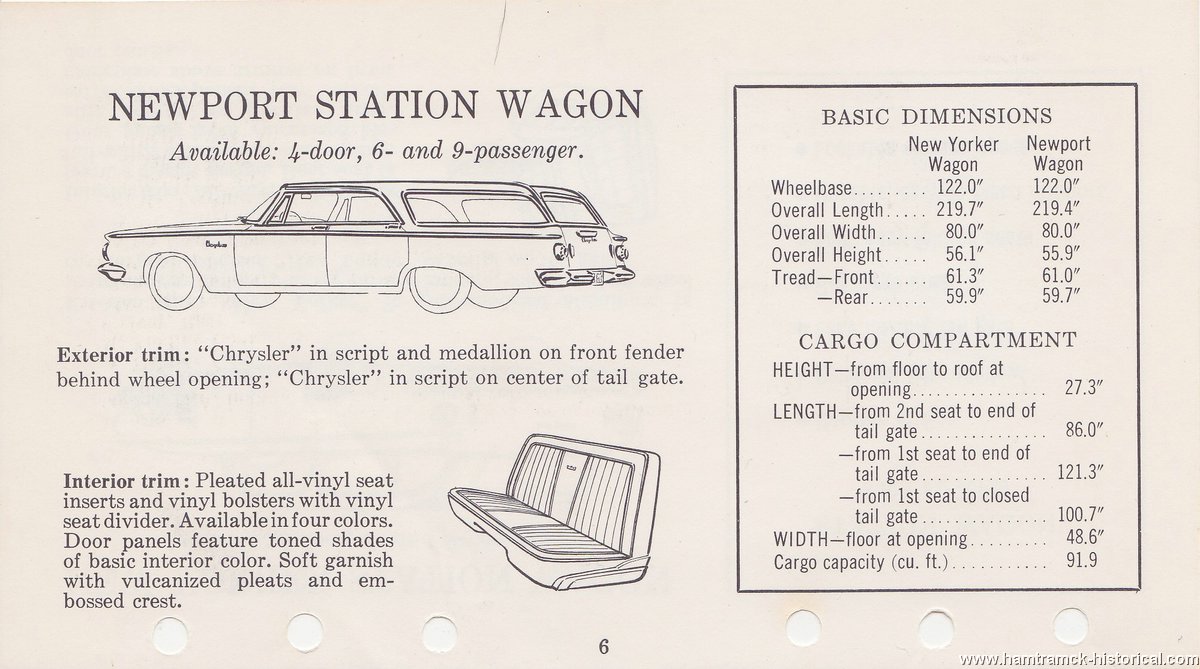 NEWPORT STATION WAGON
Available: 4-door, 6- and 9-passenger.
Exterior trim: “Chrysler” in script and medallion on front fender
behind wheel opening; “Chrysler” in script on center of tail gate.
Interior trim: Pleated all-vinyl seat
inserts and vinyl bolsters with vinyl
seat divider. Available in four colors.
Door panels feature toned shades
of basic interior color. Soft garnish
with vulcanized pleats and em-
bossed crest.
BASIC DIMENSIONS
New Yorker Newport
Wagon Wagon
Wheelbase........ 122.0″ 122.0″
Overall Length..... 219.7″ 219.4″
Overall Width...... 80.0″ 80.0″
Overall Height..... 56.1″ 55.9″
Tread—Front...... 61.3″ 61.0″
—Rear....... 59.9″ 59.7″
CARGO COMPARTMENT
HEIGHT—from floor to roof at
opening................ 27.3″
LENGTH—from 2nd seat to end of
tail gate............... 86.0″
—from 1st seat to end of
tail gate............... 121.3″
—from 1st seat to closed
tail gate............... 100.7″
WIDTH—floor at opening......... 48.6″
Cargo capacity (cu. ft.)........... 91.9
6
www.hamtramck-historical.com